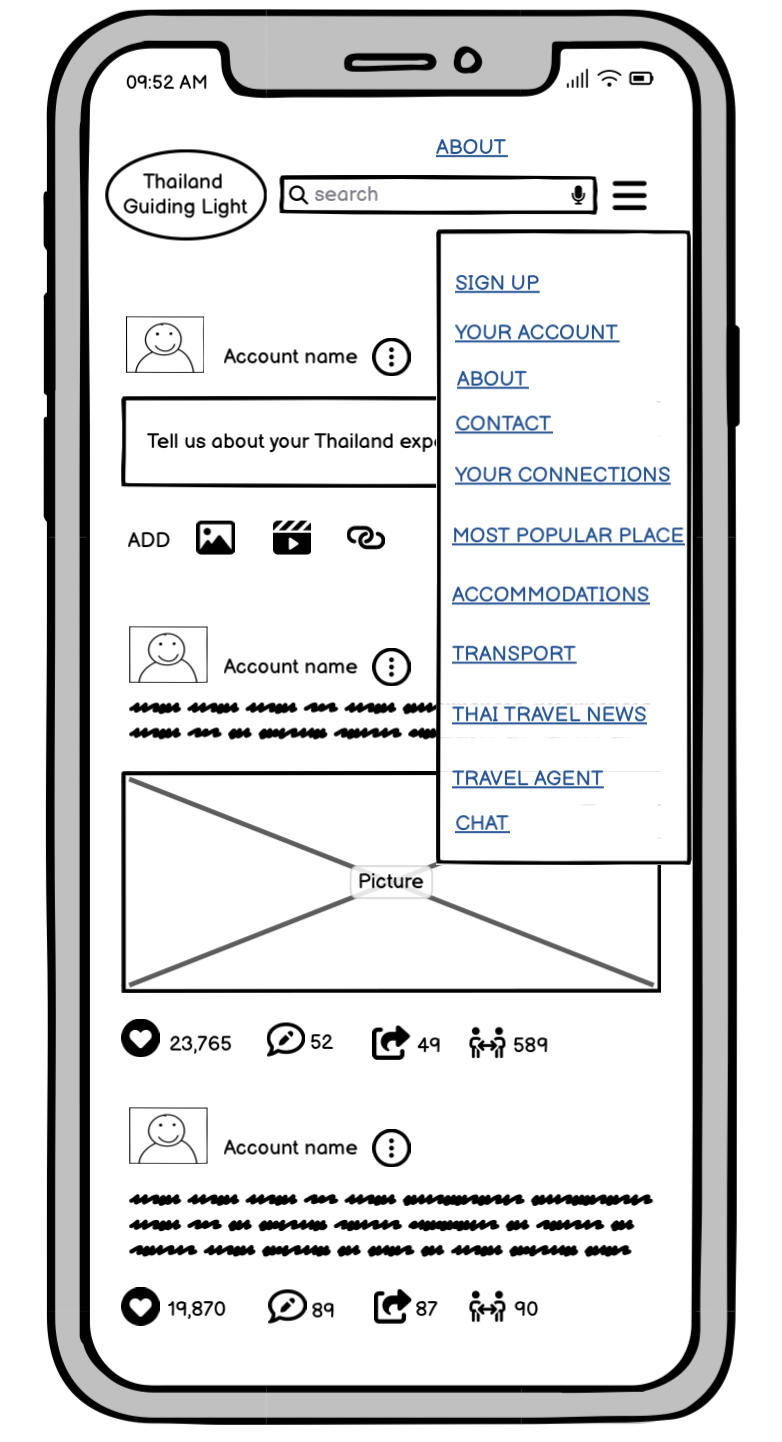 09:52 AM
ABOUT
Thailand
Guiding Light
search
SIGN UP
YOUR ACCOUNT
ABOUT
CONTACT
YOUR CONNECTIONS
MOST POPULAR PLACE
ACCOMMODATIONS
TRANSPORT
THAI TRAVEL NEWS
TRAVEL AGENT
CHAT
Account name
Tell us about your Thailand
ADD
Account name
Picture
23,765 52 49 589
Account name
19,870 89 87 90